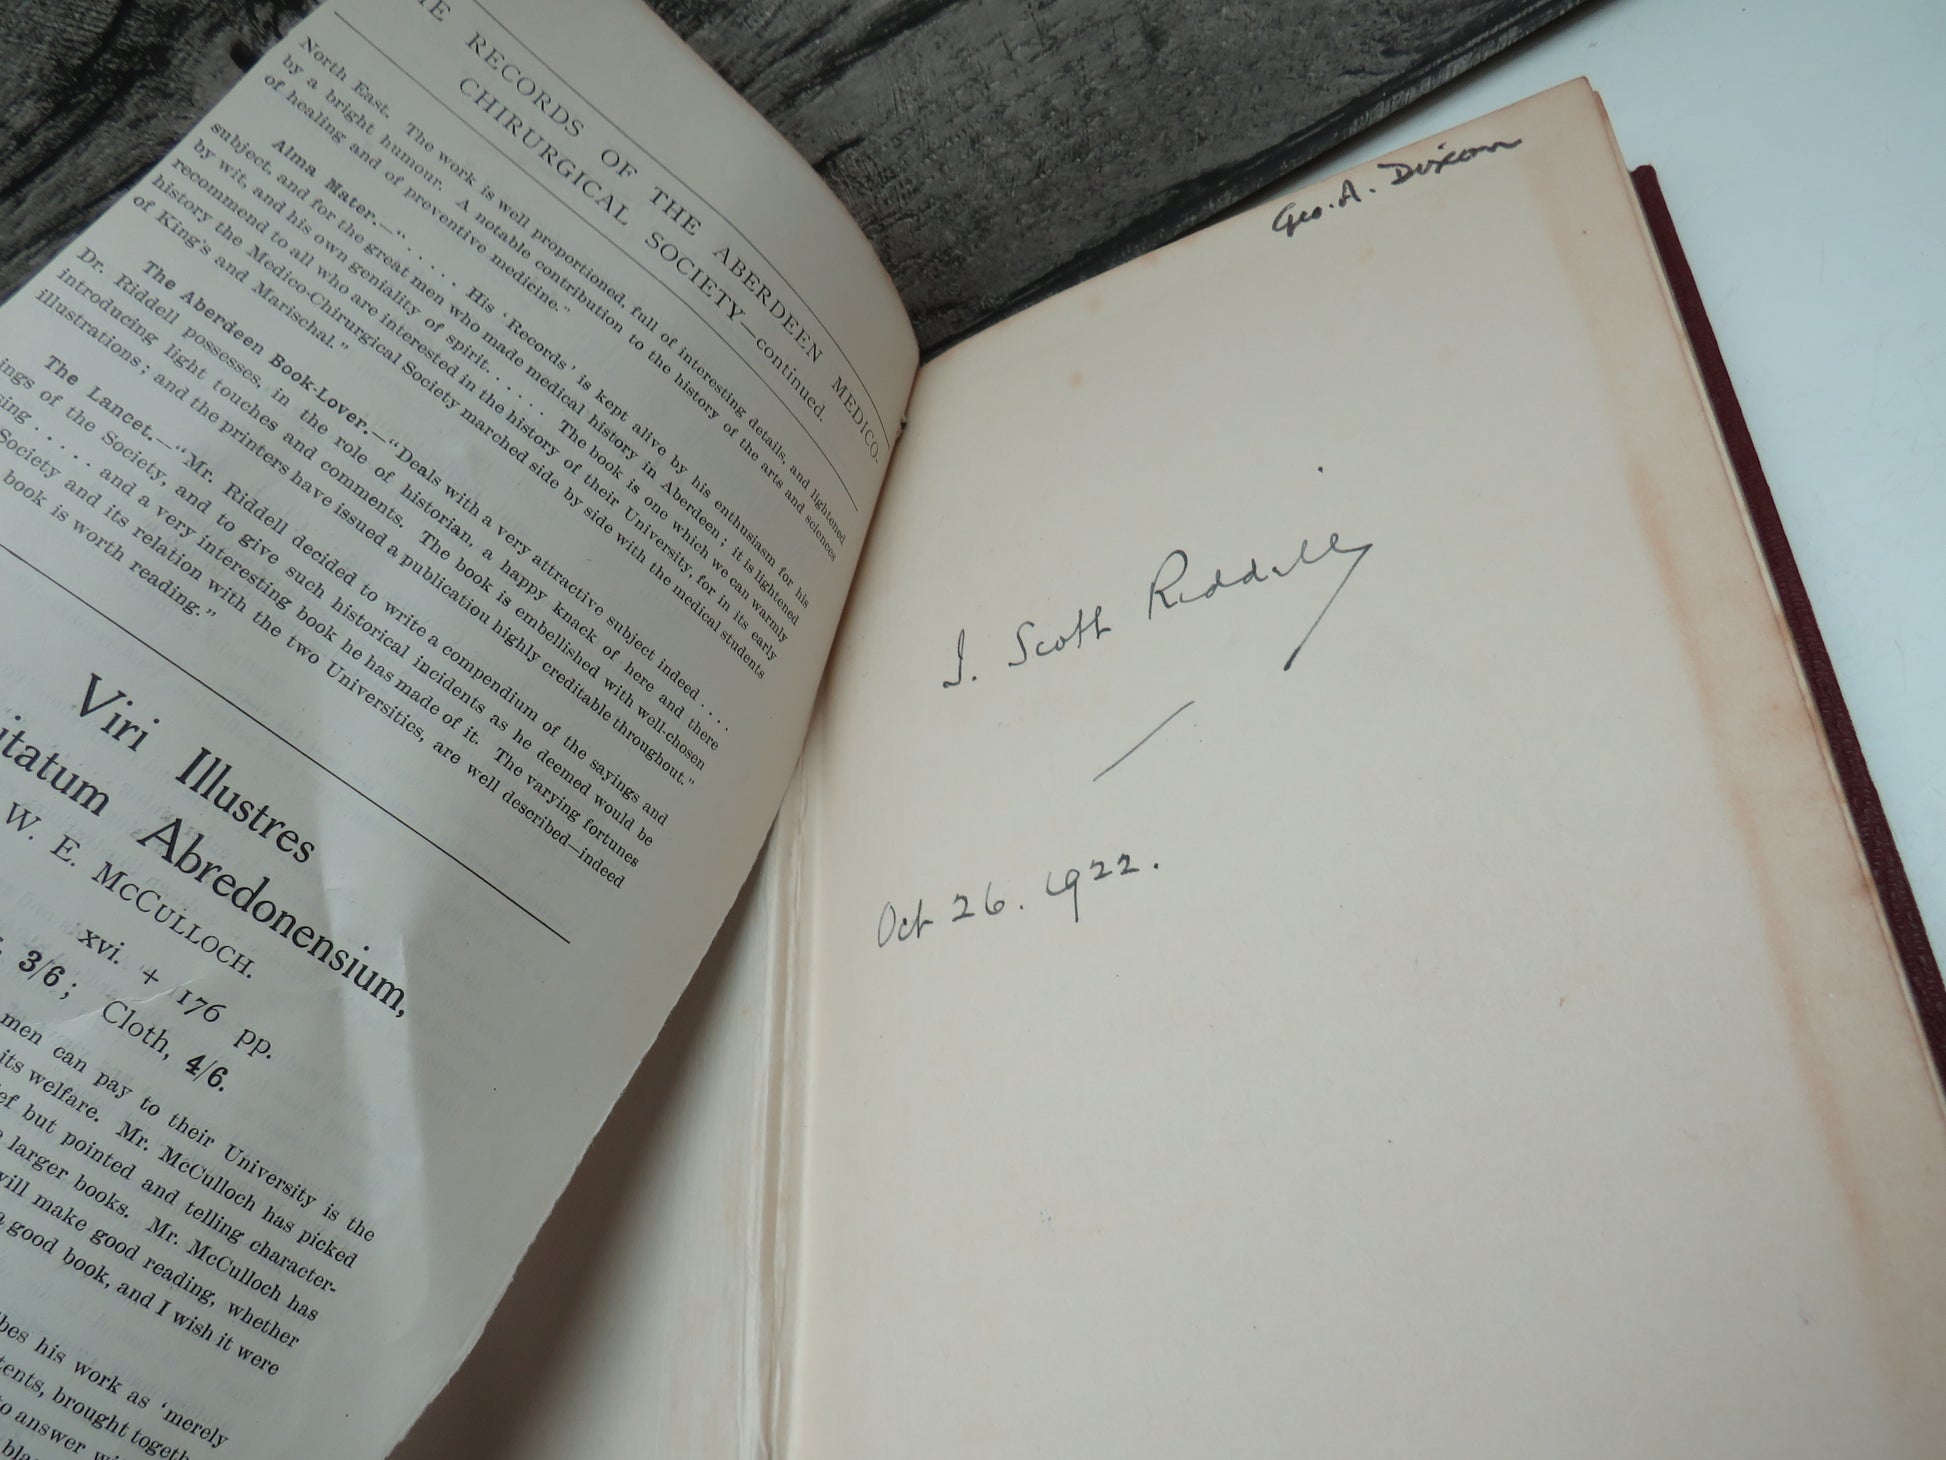 THE RECORDS OF THE ABERDEEN MEDICO-
CHIRURGICAL SOCIETY—continued.
North East. The work is well proportioned, full of interesting details, and lightened
by a bright humour. A notable contribution to the history of the arts and sciences
of healing and of preventive medicine."
Alma Mater.—". . . . . His 'Records' is kept alive by his enthusiasm for his
subject, and for the great men who made medical history in Aberdeen; it is lightened
by wit, and his own geniality of spirit. . . . . The book is one which we can warmly
recommend to all who are interested in the history of their University, for in its early
history the Medico-Chirurgical Society marched side by side with the medical students
of King's and Marischal."
The Aberdeen Book-Lover.—"Deals with a very attractive subject indeed. . . .
Dr. Riddell possesses, in the role of historian, a happy knack of here and there
introducing light touches and comments. The book is embellished with well-chosen
illustrations; and the printers have issued a publication highly creditable throughout."
The Lancet.—"Mr. Riddell decided to write a compendium of the sayings and
ings of the Society, and to give such historical incidents as he deemed would be
sing . . . . and a very interesting book he has made of it. The varying fortunes
Society and its relation with the two Universities, are well described—indeed
book is worth reading."
Viri Illustres
itatum Abredonensium,
W. E. McCULLOCH.
xvi. + 176 pp.
3/6; Cloth, 4/6.
men can pay to their University is the
its welfare. Mr. McCulloch has picked
ef but pointed and telling character-
larger books. Mr. McCulloch has
will make good reading, whether
a good book, and I wish it were
bes his work as 'merely
tents, brought togeth
to answer wi
bla
Geo. A. Dixon
J. Scott Riddell
Oct 26. 1922.